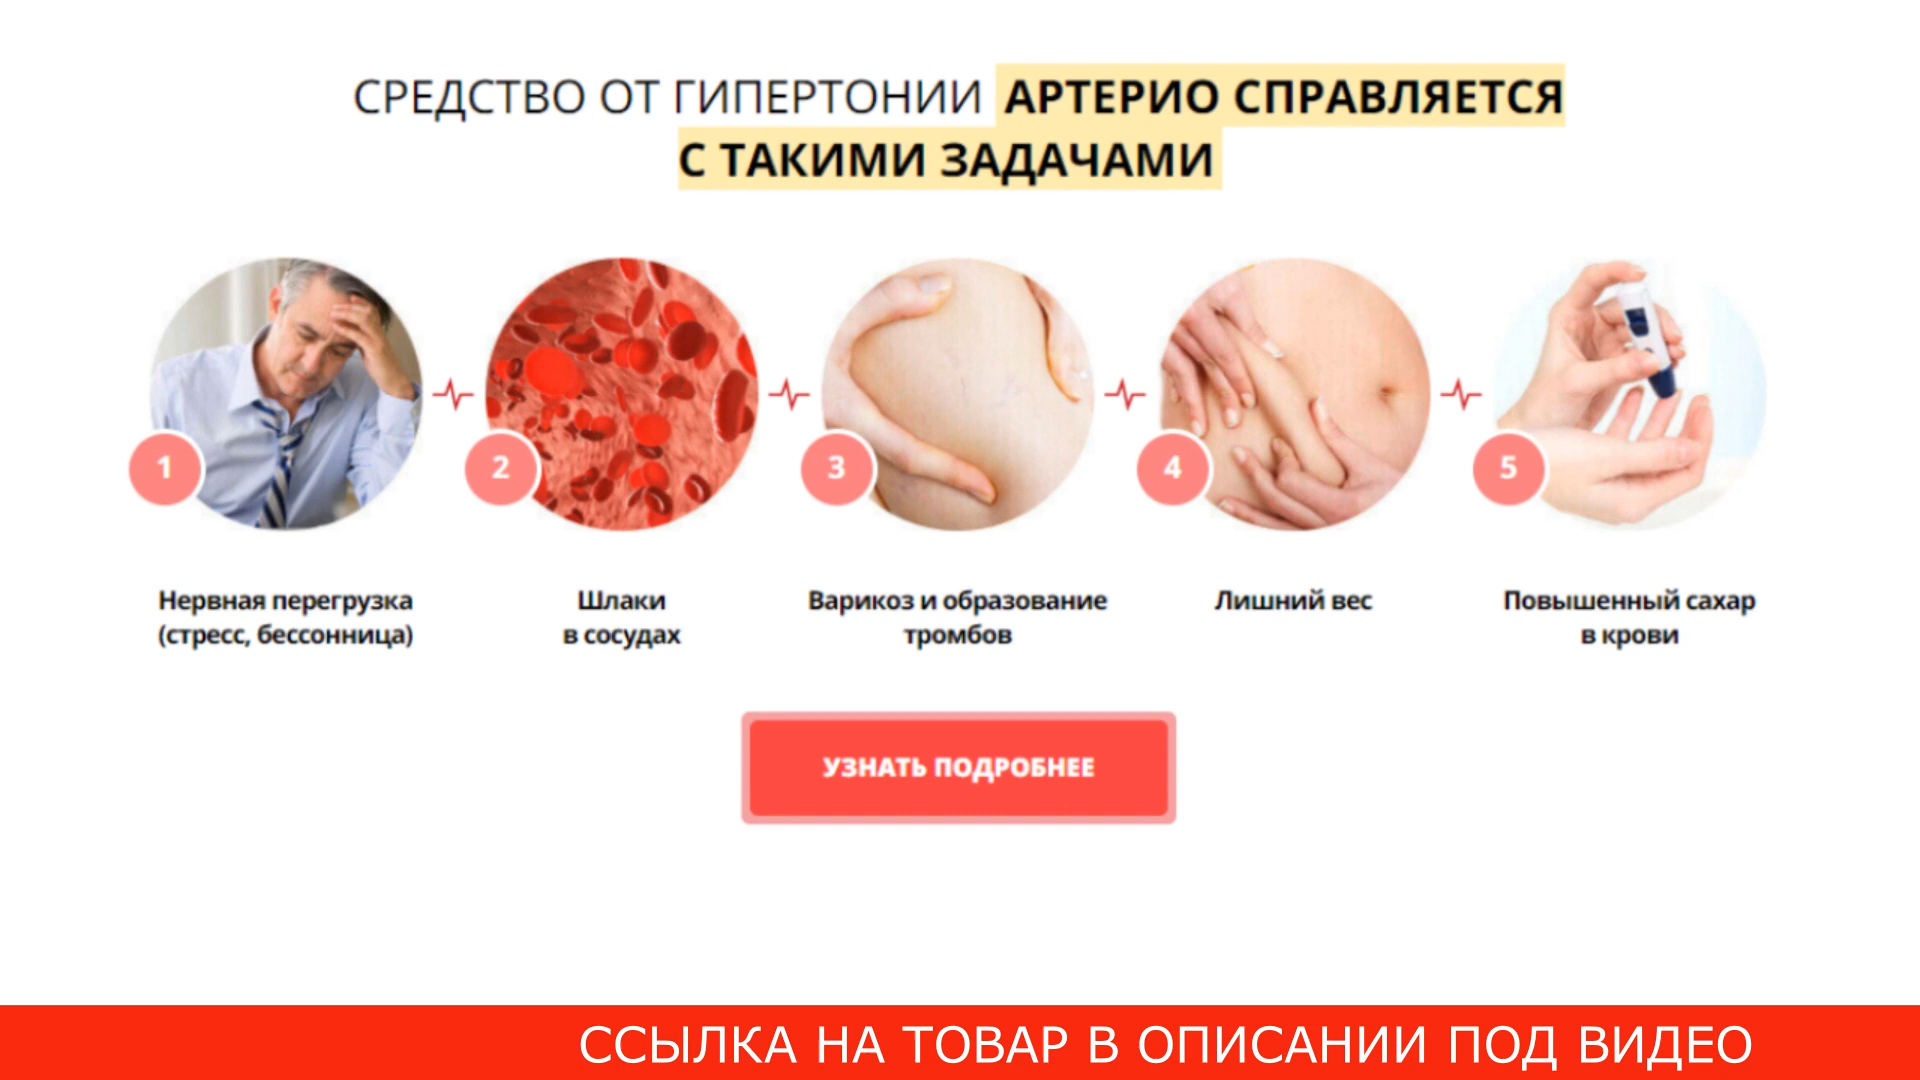 СРЕДСТВО ОТ ГИПЕРТОНИИ АРТЕРИО СПРАВЛЯЕТСЯ
С ТАКИМИ ЗАДАЧАМИ
1
2
3
4
5
Нервная перегрузка
(стресс, бессонница)
Шлаки
в сосудах
Варикоз и образование
тромбов
Лишний вес
Повышенный сахар
в крови
УЗНАТЬ ПОДРОБНЕЕ
ССЫЛКА НА ТОВАР В ОПИСАНИИ ПОД ВИДЕО